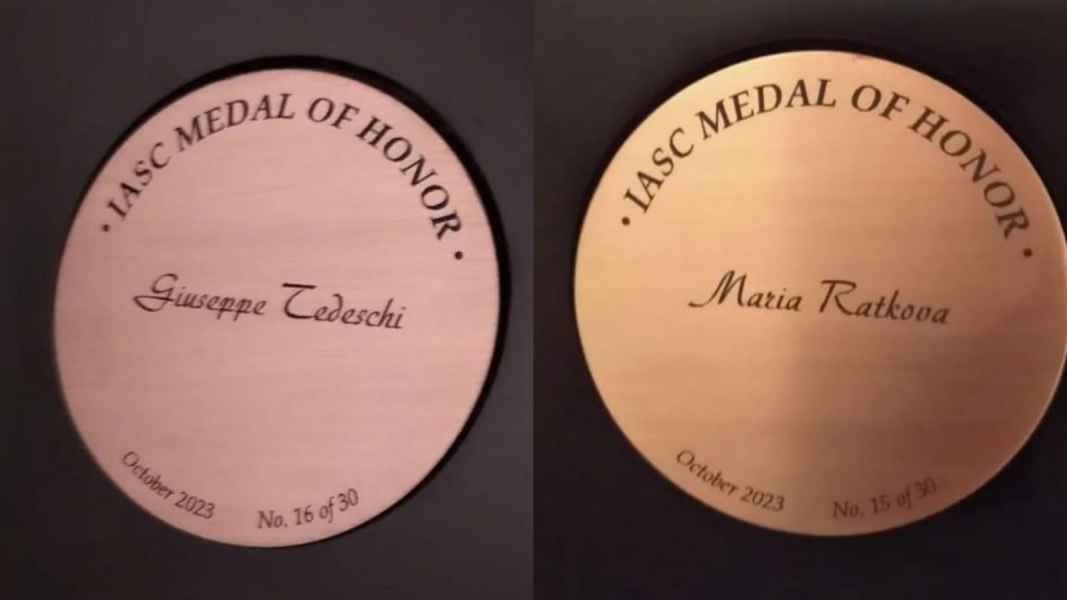 · IASC MEDAL OF HONOR ·
Giuseppe Tedeschi
October 2023
No. 16 of 30
· IASC MEDAL OF HONOR ·
Maria Ratkova
October 2023
No. 15 of 30